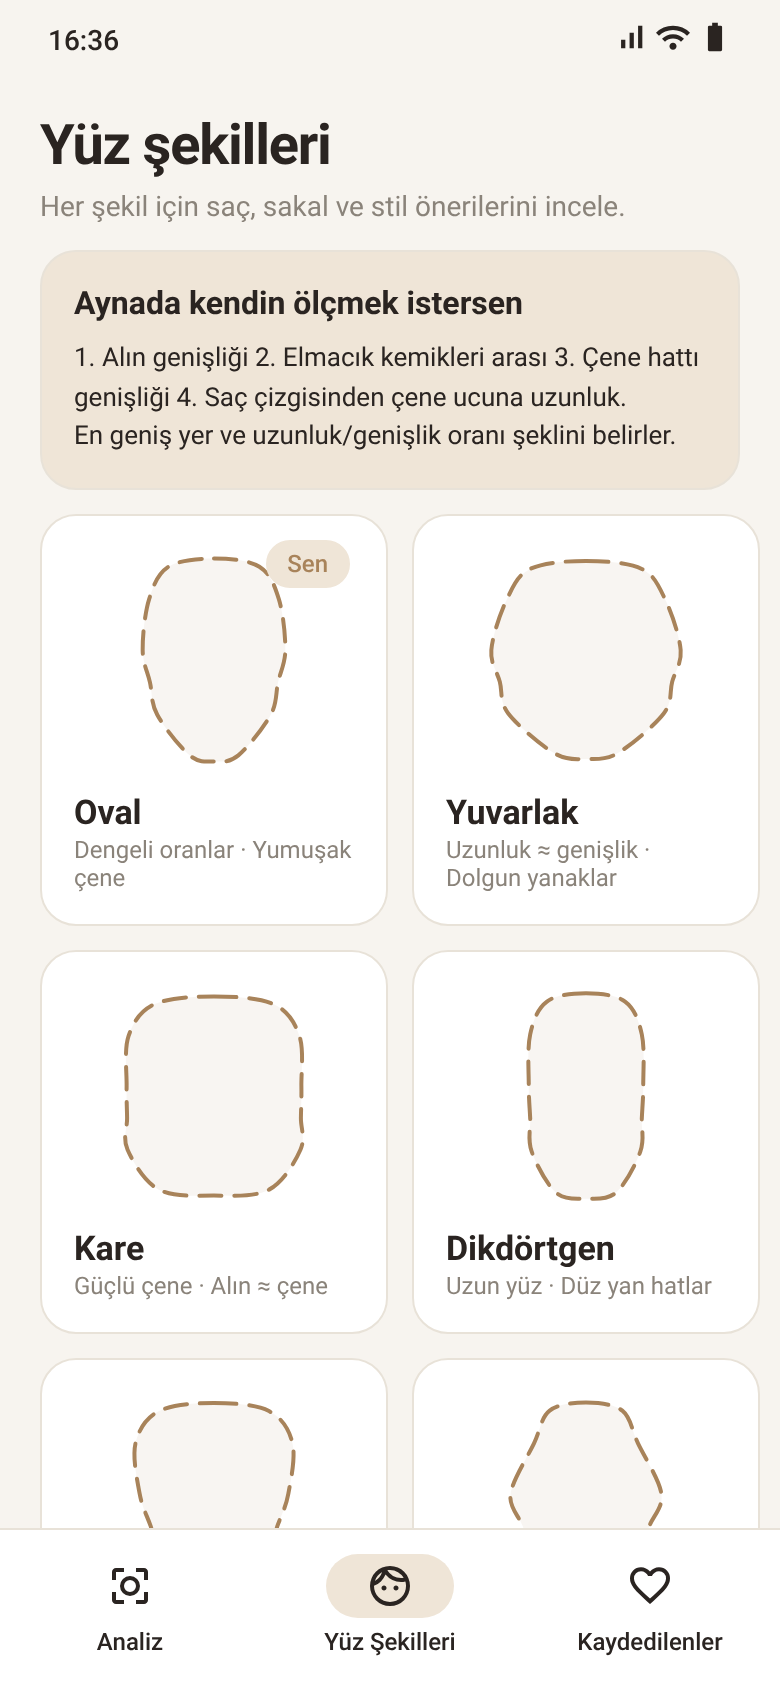 16:36
Yüz şekilleri
Her şekil için saç, sakal ve stil önerilerini incele.
Aynada kendin ölçmek istersen
1. Alın genişliği 2. Elmacık kemikleri arası 3. Çene hattı
genişliği 4. Saç çizgisinden çene ucuna uzunluk.
En geniş yer ve uzunluk/genişlik oranı şeklini belirler.
Sen
Oval
Dengeli oranlar · Yumuşak
çene
Yuvarlak
Uzunluk ≈ genişlik ·
Dolgun yanaklar
Kare
Güçlü çene · Alın ≈ çene
Dikdörtgen
Uzun yüz · Düz yan hatlar
Analiz
Yüz Şekilleri
Kaydedilenler